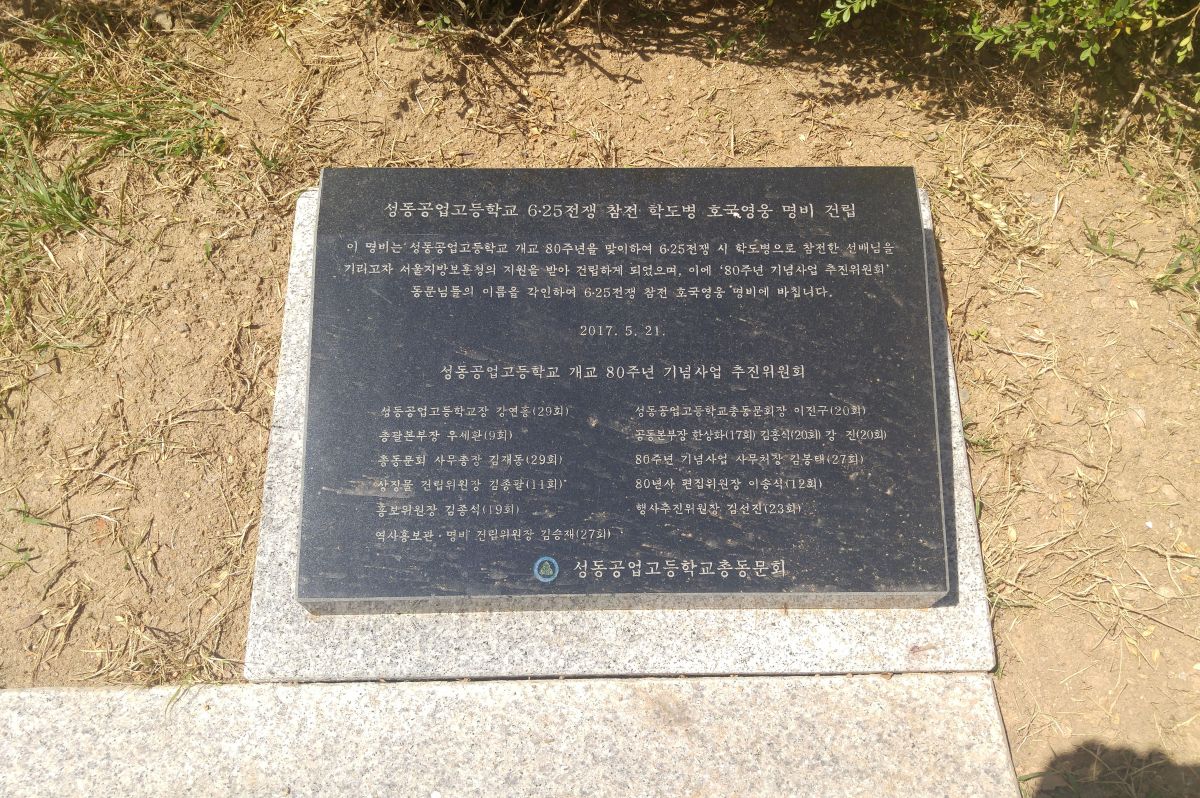 성동공업고등학교 6·25전쟁 참전 학도병 호국영웅 명비 건립
이 명비는 성동공업고등학교 개교 80주년을 맞이하여 6·25전쟁 시 학도병으로 참전한 선배님을
기리고자 서울지방보훈청의 지원을 받아 건립하게 되었으며, 이에 '80주년 기념사업 추진위원회'
동문님들의 이름을 각인하여 6·25전쟁 참전 호국영웅 명비에 바칩니다.
2017. 5. 21.
성동공업고등학교 개교 80주년 기념사업 추진위원회
성동공업고등학교장 강연흥(29회) 성동공업고등학교총동문회장 이진구(20회)
총괄본부장 우세완(9회) 공동본부장 한상화(17회) 김흥식(20회) 강 진(20회)
총동문회 사무총장 김재동(29회) 80주년 기념사업 사무처장 김봉태(27회)
상징물 건립위원장 김종팔(11회) 80년사 편집위원장 이송식(12회)
홍보위원장 김종식(19회) 행사추진위원장 김선진(23회)
역사홍보관·명비 건립위원장 김승재(27회)
성동공업고등학교총동문회